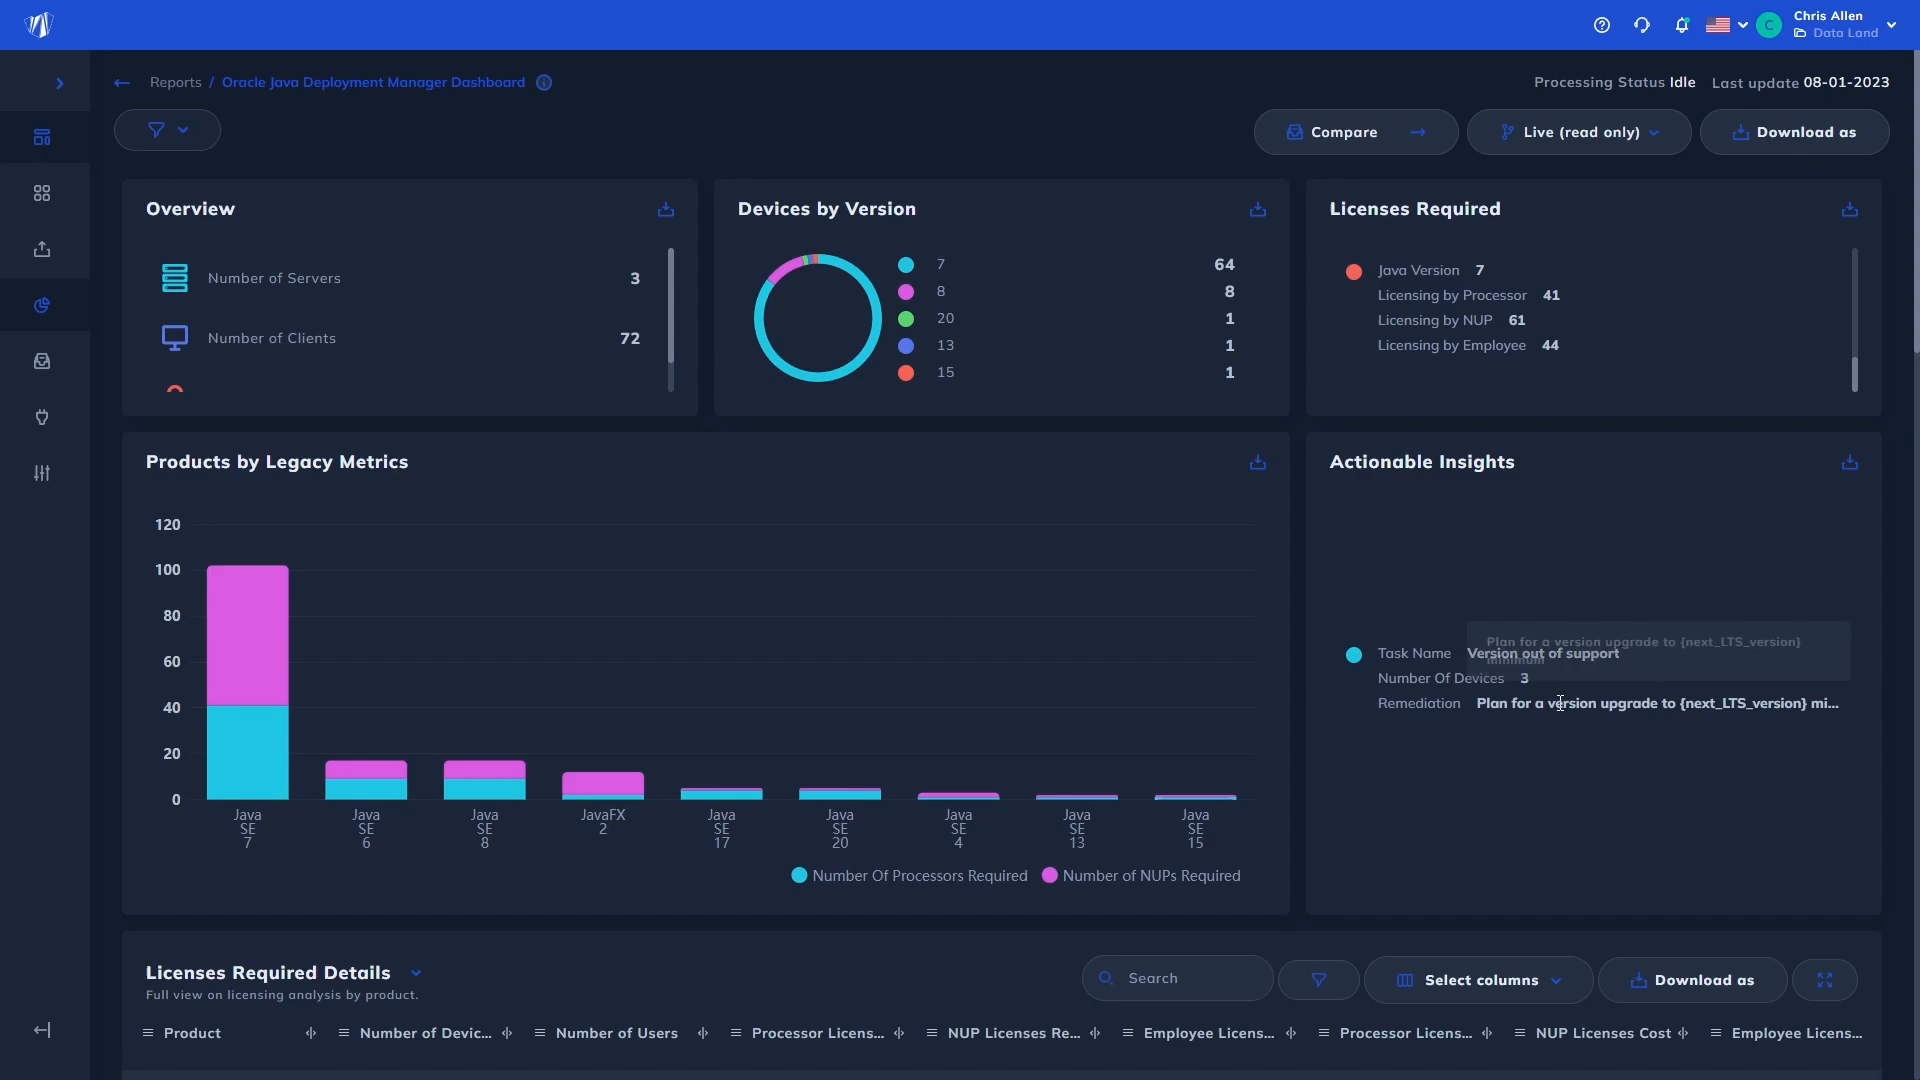 Chris Allen
C
Data Land
Reports / Oracle Java Deployment Manager Dashboard
Processing Status Idle Last update 08-01-2023
Compare
Live (read only)
Download as
Overview
Number of Servers 3
Number of Clients 72
Devices by Version
7 64
8 8
20 1
13 1
15 1
Licenses Required
Java Version 7
Licensing by Processor 41
Licensing by NUP 61
Licensing by Employee 44
Products by Legacy Metrics
120
100
80
60
40
20
0
Java SE 7
Java SE 6
Java SE 8
JavaFX 2
Java SE 17
Java SE 20
Java SE 4
Java SE 13
Java SE 15
Number Of Processors Required
Number of NUPs Required
Actionable Insights
Plan for a version upgrade to {next_LTS_version}
minimum
Task Name Version out of support
Number Of Devices 3
Remediation Plan for a version upgrade to {next_LTS_version} mi...
Licenses Required Details
Full view on licensing analysis by product.
Search
Select columns
Download as
Product
Number of Devic...
Number of Users
Processor Licens...
NUP Licenses Re...
Employee Licens...
Processor Licens...
NUP Licenses Cost
Employee Licens...